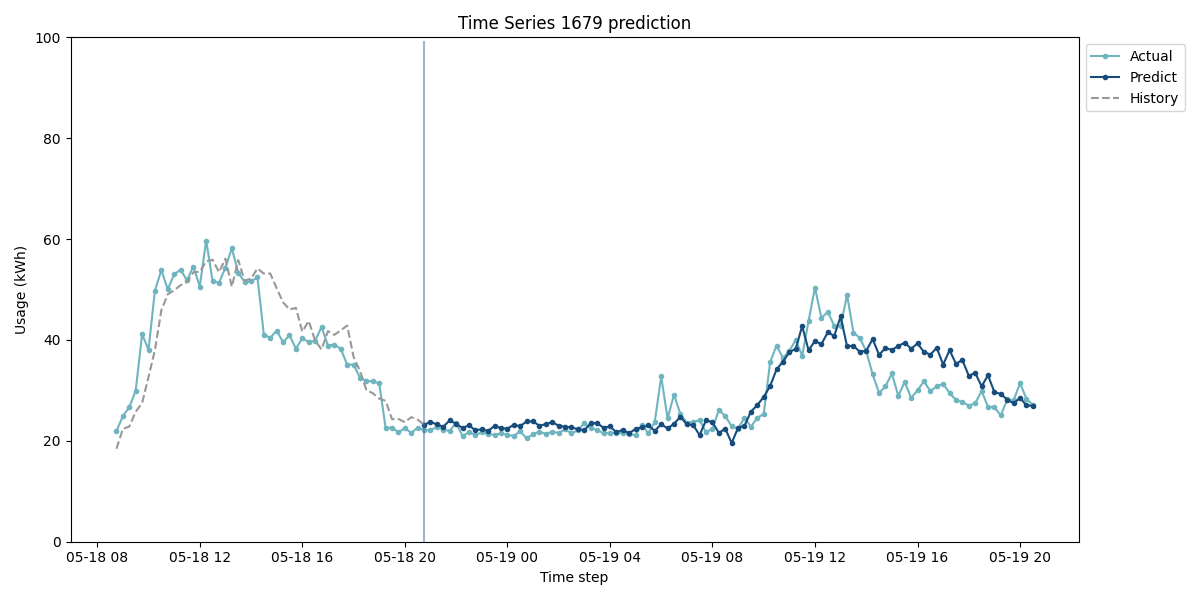 Time Series 1679 prediction
100
80
60
40
20
0
Usage (kWh)
05-18 08 05-18 12 05-18 16 05-18 20 05-19 00 05-19 04 05-19 08 05-19 12 05-19 16 05-19 20
Time step
Actual
Predict
History